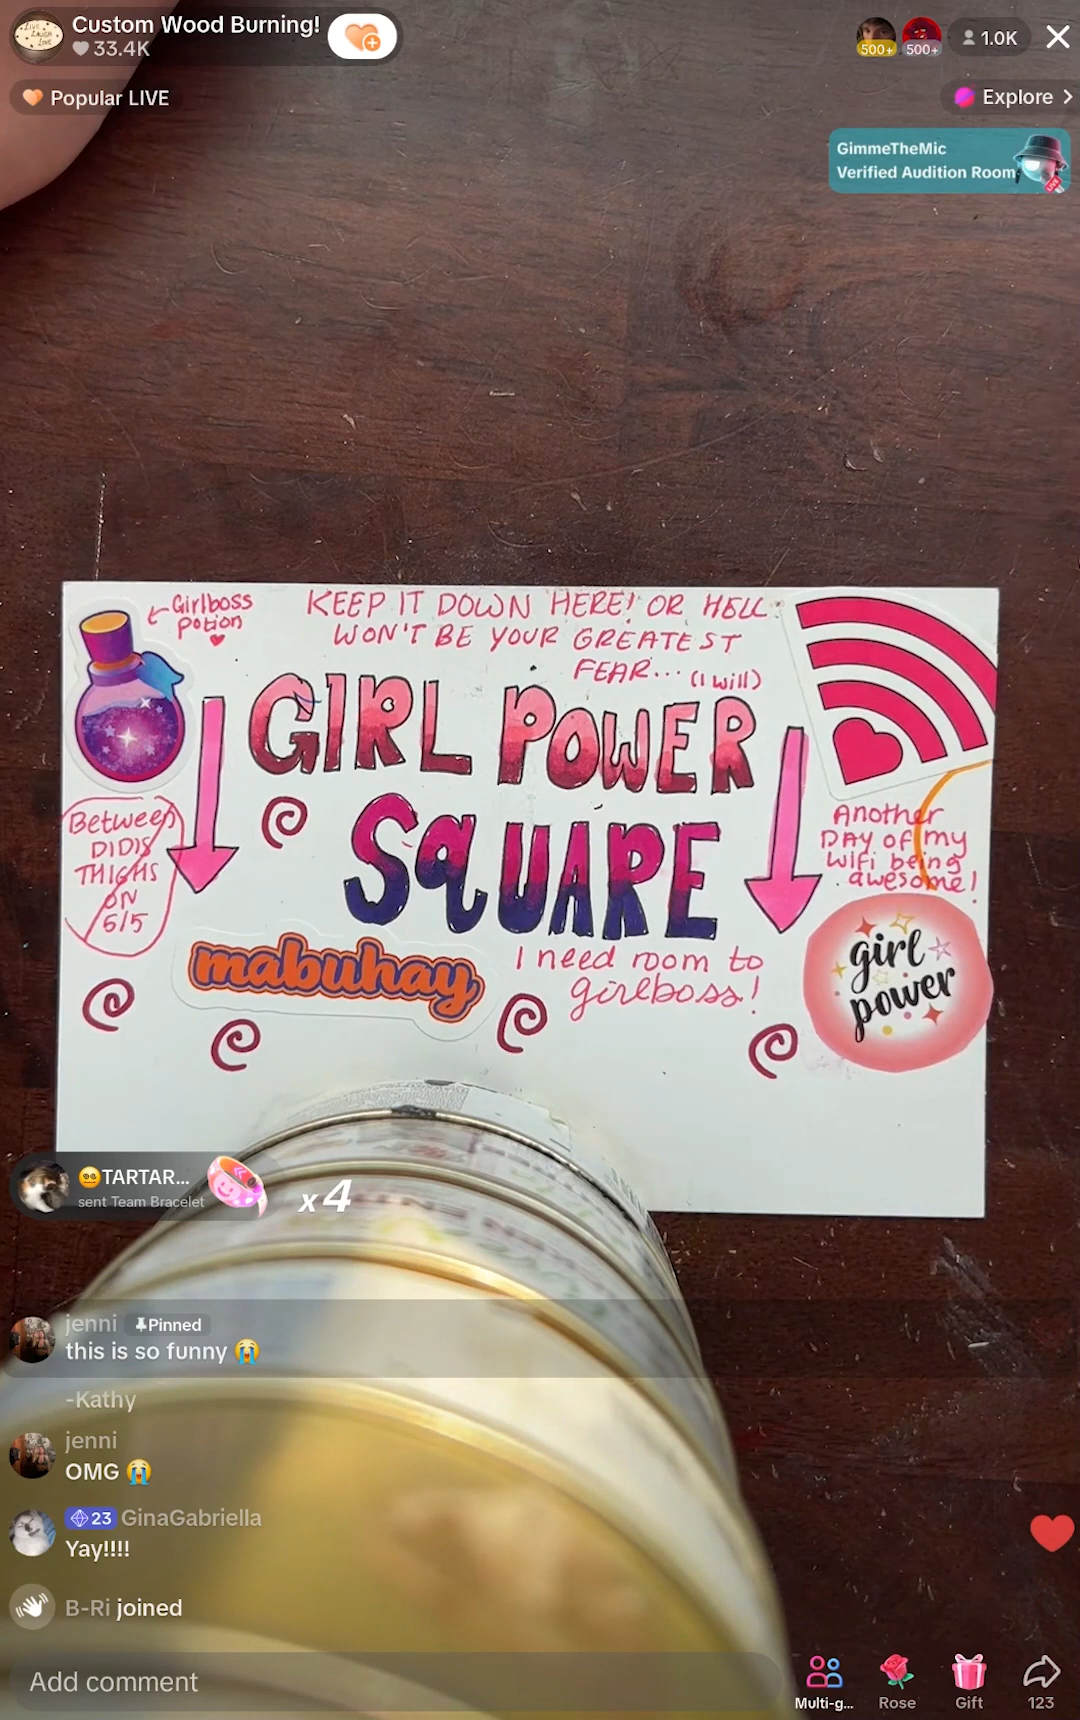 Custom Wood Burning!
33.4K
500+
500+
1.0K
Popular LIVE
Explore
GimmeTheMic
Verified Audition Room
Girlboss
potion
KEEP IT DOWN HERE! OR HELL
WON'T BE YOUR GREATEST
FEAR... (I will)
GIRL POWER
SQUARE
Between
DIDIS
THIGHS
ON
6/5
Another
DAY OF my
wifi being
awesome!
mabuhay
I need room to
girlboss!
girl
power
TARTAR...
sent Team Bracelet
x4
jenni Pinned
this is so funny 😭
-Kathy
jenni
OMG 😭
23 GinaGabriella
Yay!!!!
B-Ri joined
Add comment
Multi-g...
Rose
Gift
123